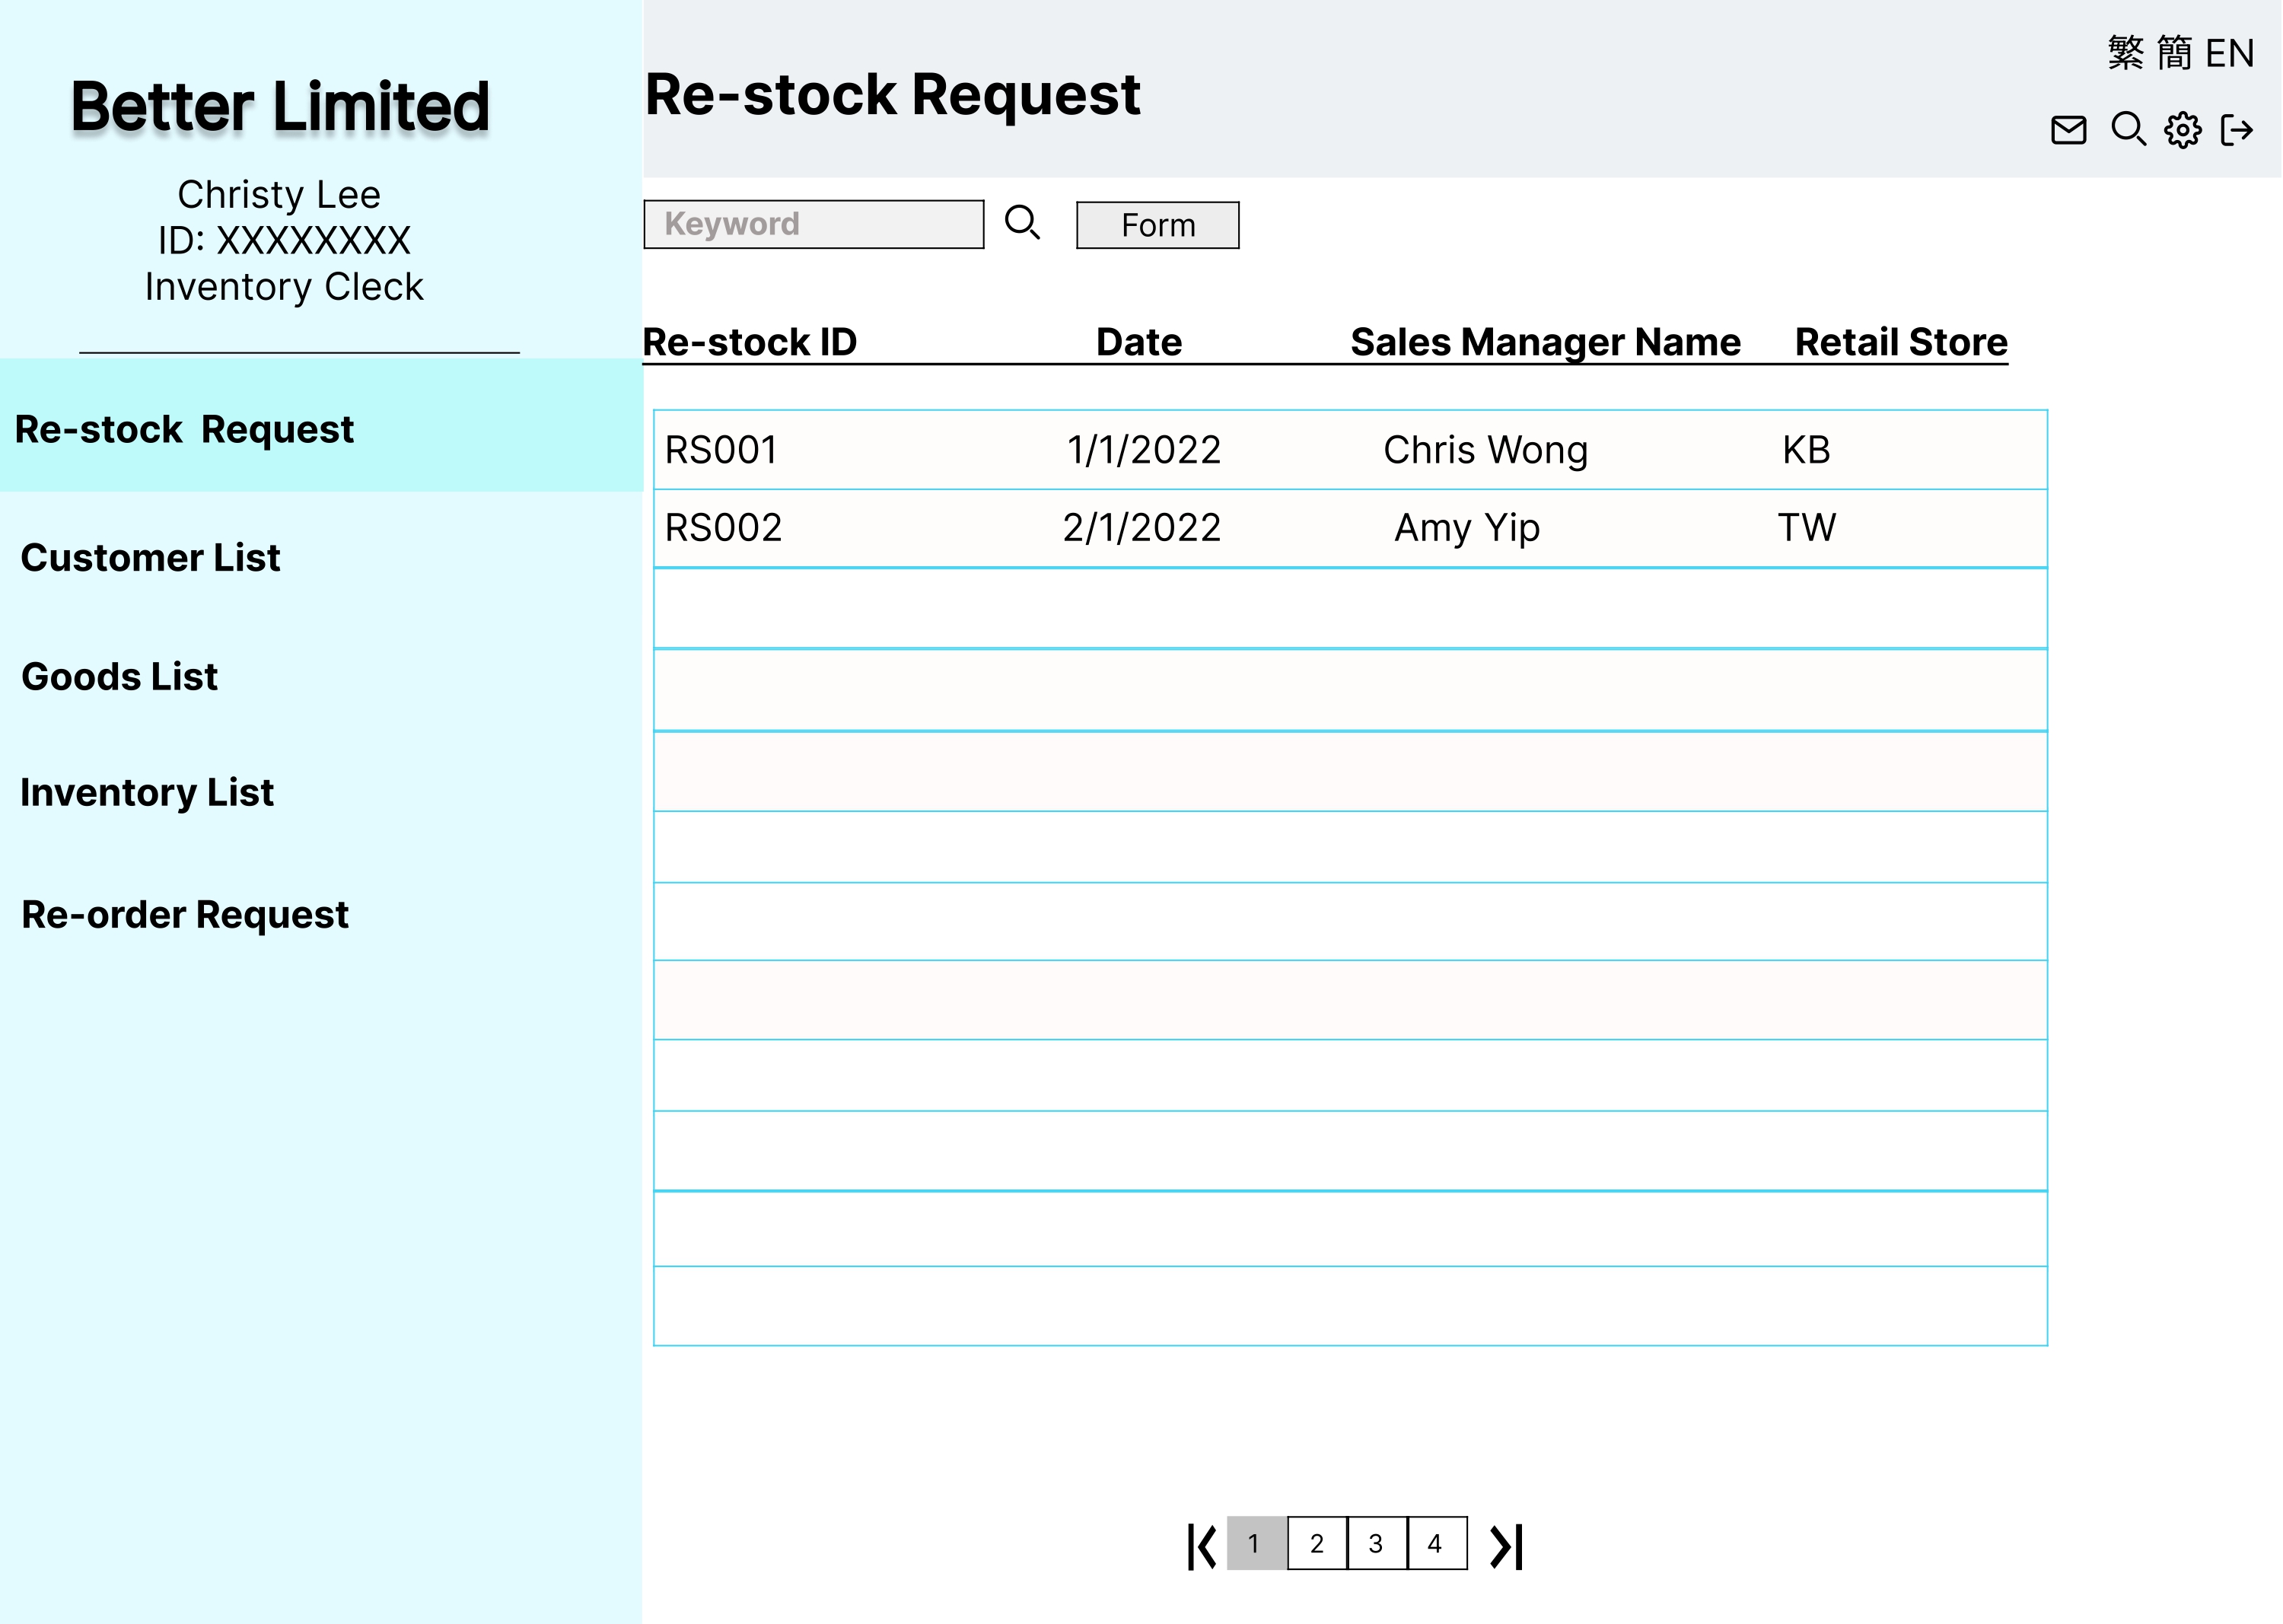 Better Limited
Christy Lee
ID: XXXXXXXX
Inventory Cleck
Re-stock  Request
Customer List
Goods List
Inventory List
Re-order Request
Re-stock Request
繁 簡 EN
Keyword
Form
Re-stock ID Date Sales Manager Name Retail Store
RS001 1/1/2022 Chris Wong KB
RS002 2/1/2022 Amy Yip TW
1 2 3 4